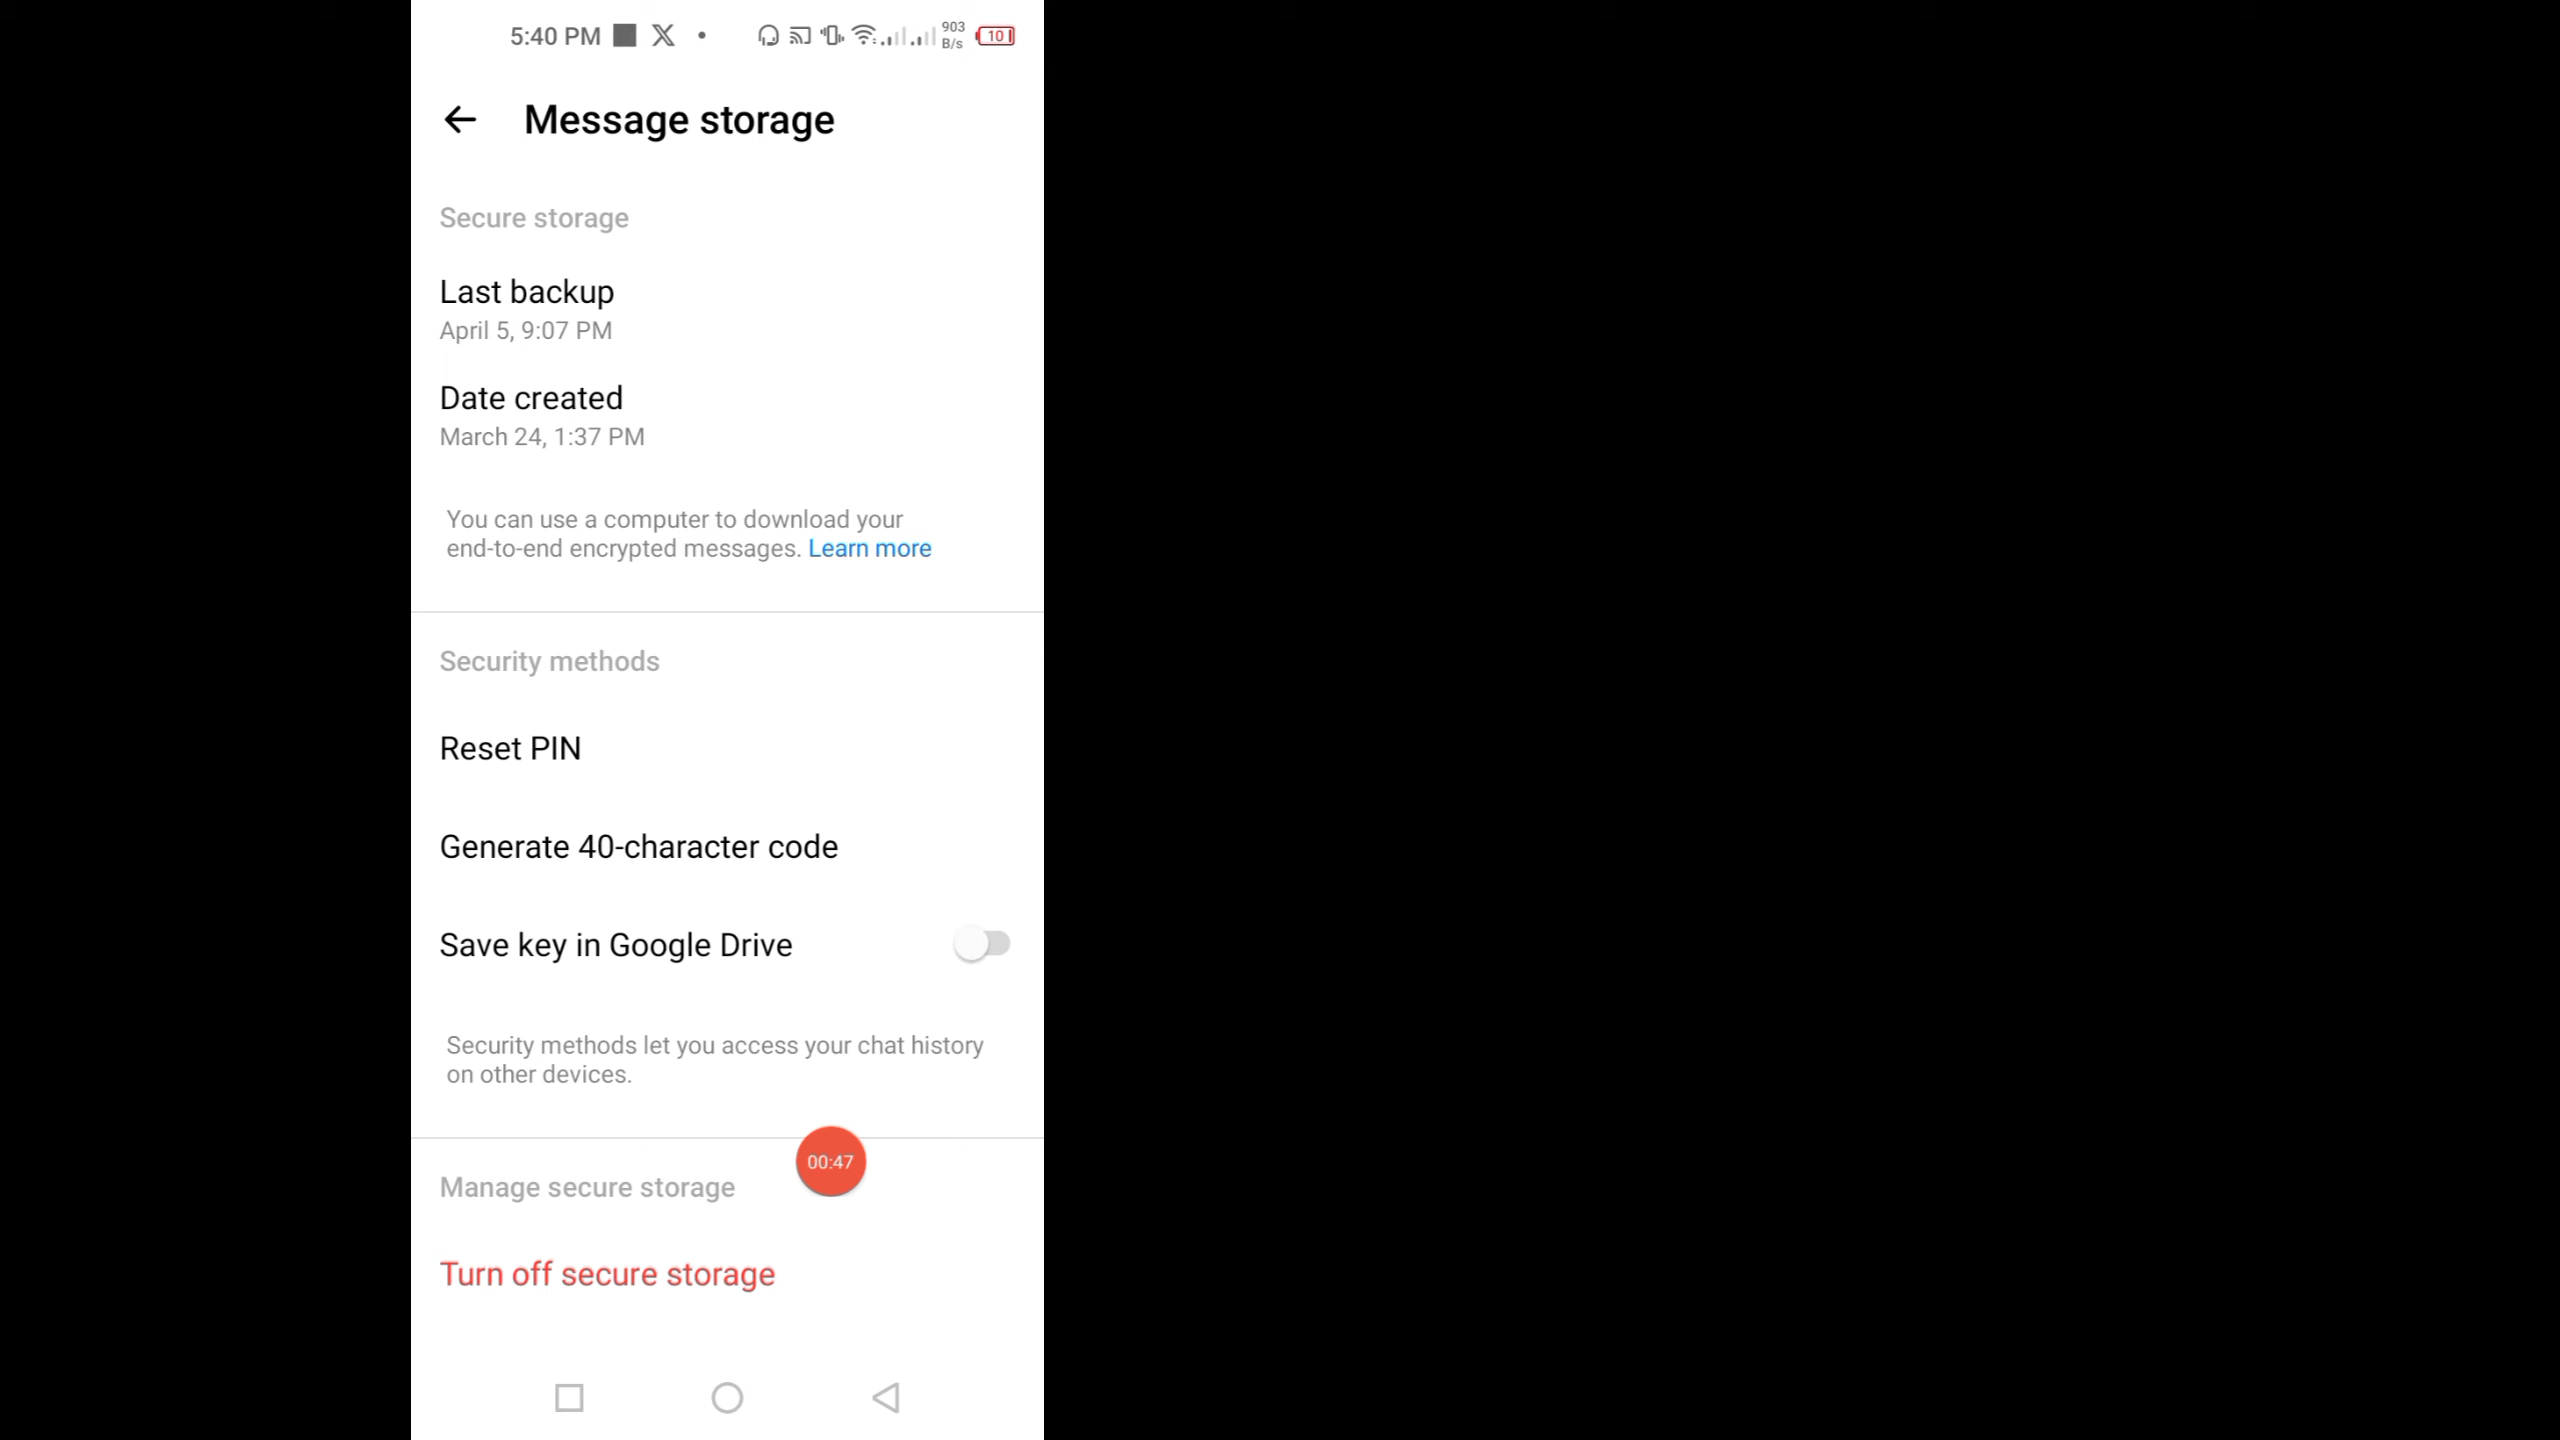 5:40 PM
903
B/s
10
Message storage
Secure storage
Last backup
April 5, 9:07 PM
Date created
March 24, 1:37 PM
You can use a computer to download your
end-to-end encrypted messages. Learn more
Security methods
Reset PIN
Generate 40-character code
Save key in Google Drive
Security methods let you access your chat history
on other devices.
00:47
Manage secure storage
Turn off secure storage